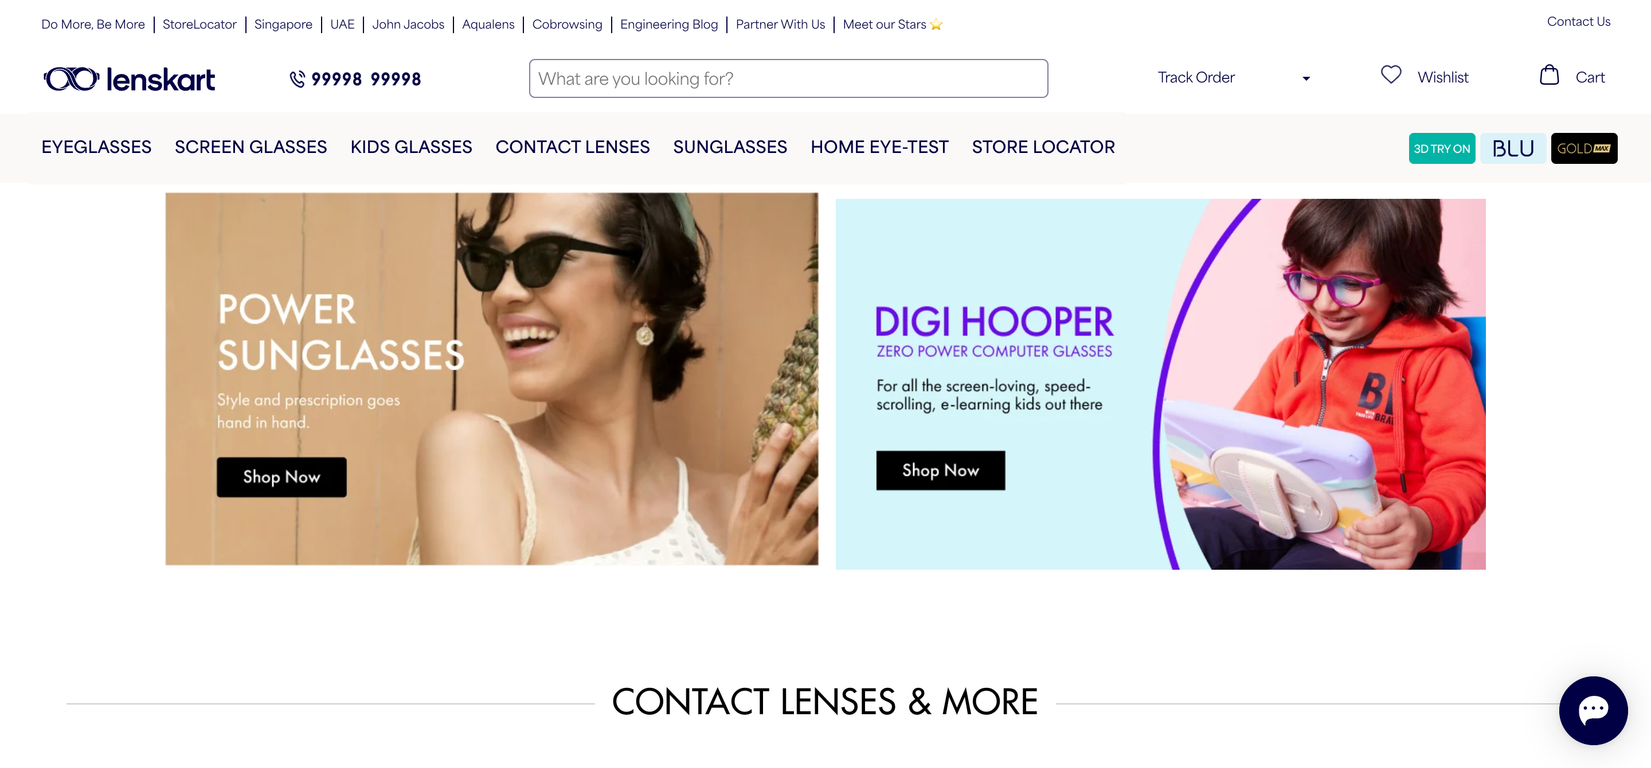 Do More, Be More | StoreLocator | Singapore | UAE | John Jacobs | Aqualens | Cobrowsing | Engineering Blog | Partner With Us | Meet our Stars ⭐
Contact Us
lenskart
99998 99998
What are you looking for?
Track Order
Wishlist
Cart
EYEGLASSES SCREEN GLASSES KIDS GLASSES CONTACT LENSES SUNGLASSES HOME EYE-TEST STORE LOCATOR
3D TRY ON
BLU
GOLD MAX
POWER
SUNGLASSES
Style and prescription goes
hand in hand.
Shop Now
DIGI HOOPER
ZERO POWER COMPUTER GLASSES
For all the screen-loving, speed-
scrolling, e-learning kids out there
Shop Now
CONTACT LENSES & MORE